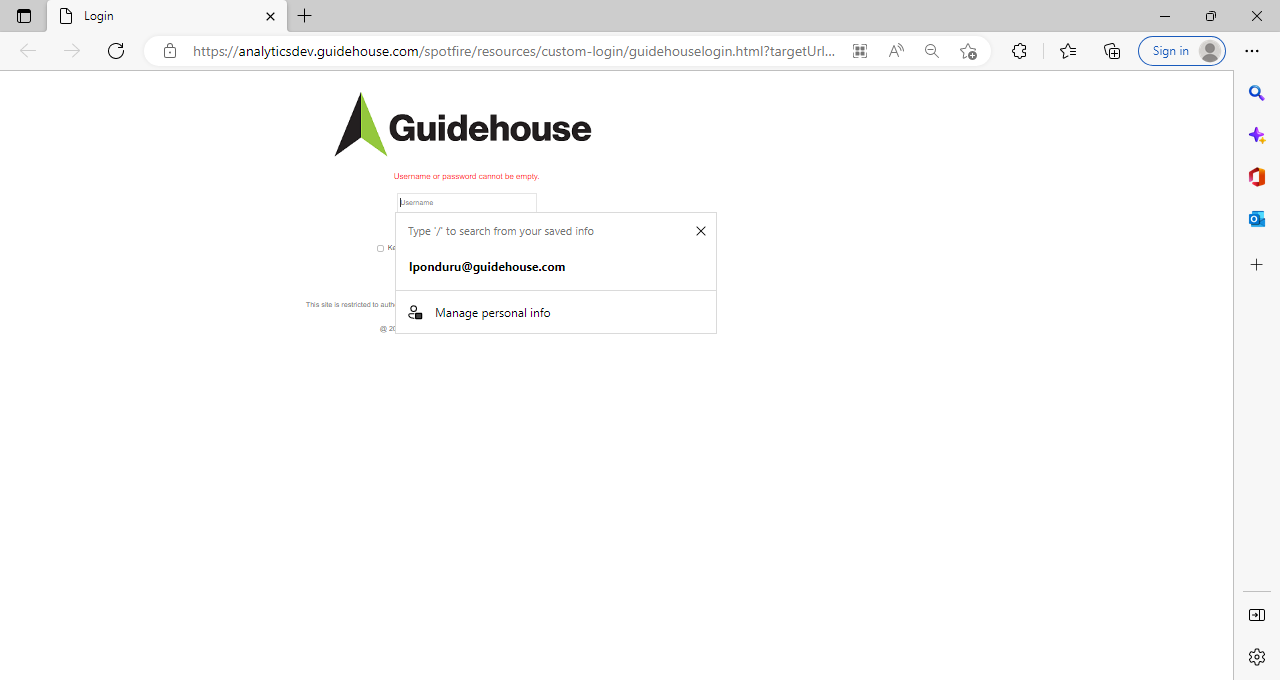 Login
https://analyticsdev.guidehouse.com/spotfire/resources/custom-login/guidehouselogin.html?targetUrl...
Sign in
Guidehouse
Username or password cannot be empty.
Username
Type '/' to search from your saved info
Ke
lponduru@guidehouse.com
This site is restricted to auth
Manage personal info
@ 20